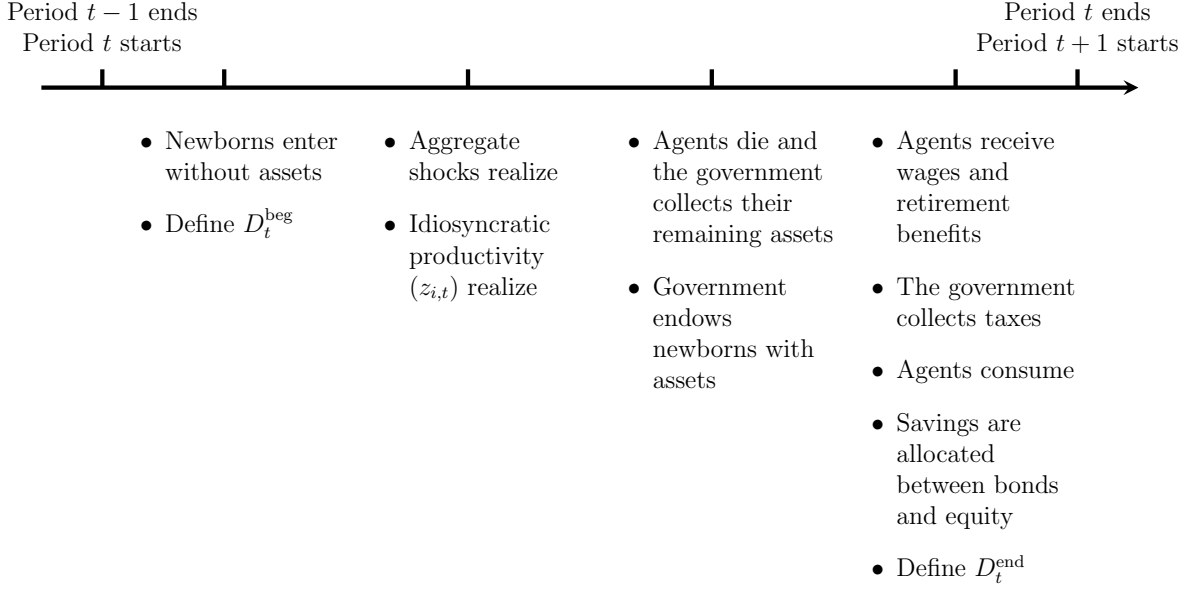 Period $t-1$ ends
Period $t$ starts
Period $t$ ends
Period $t+1$ starts
• Newborns enter
without assets
• Define $D_t^{\text{beg}}$
• Aggregate
shocks realize
• Idiosyncratic
productivity
($z_{i,t}$) realize
• Agents die and
the government
collects their
remaining assets
• Government
endows
newborns with
assets
• Agents receive
wages and
retirement
benefits
• The government
collects taxes
• Agents consume
• Savings are
allocated
between bonds
and equity
• Define $D_t^{\text{end}}$